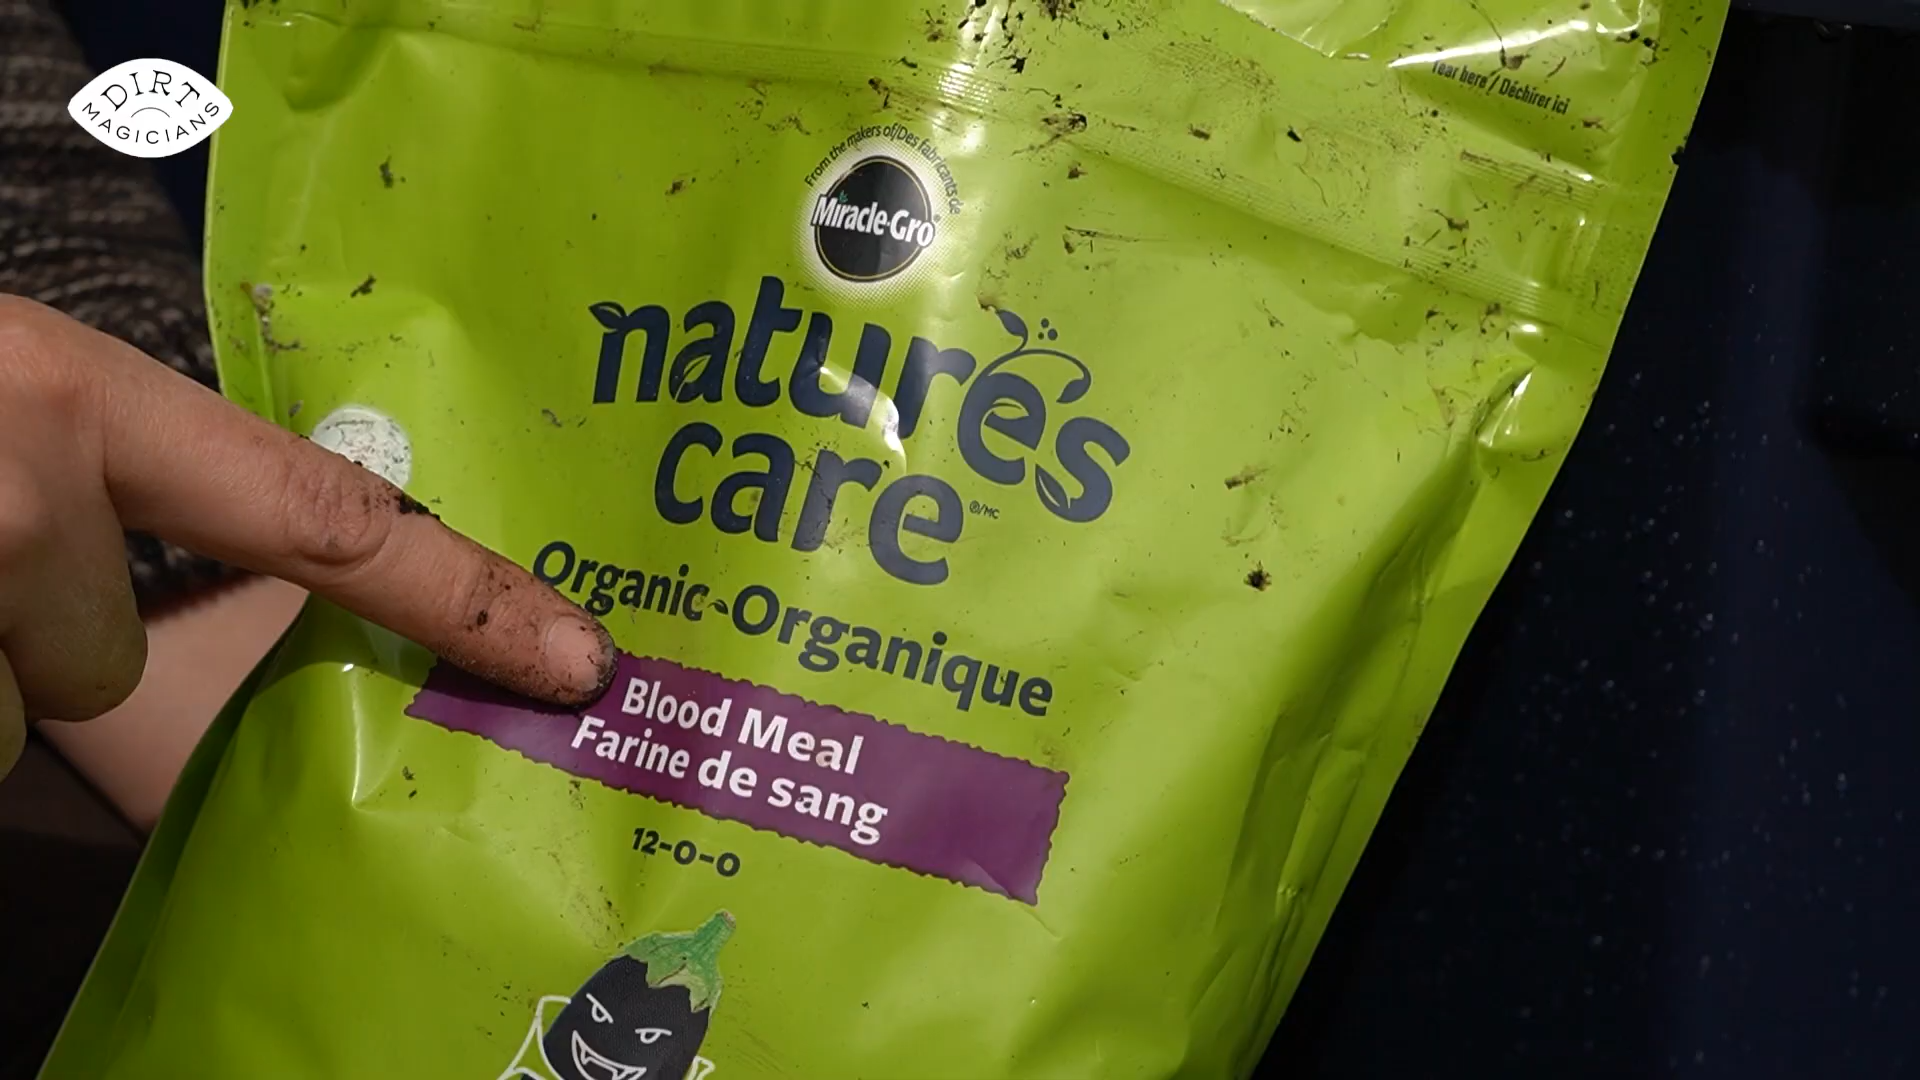 DIRT
MAGICIANS
Tear here / Déchirer ici
From the makers of/Des fabricants de
Miracle-Gro®
nature's
care®/MC
Organic-Organique
Blood Meal
Farine de sang
12-0-0